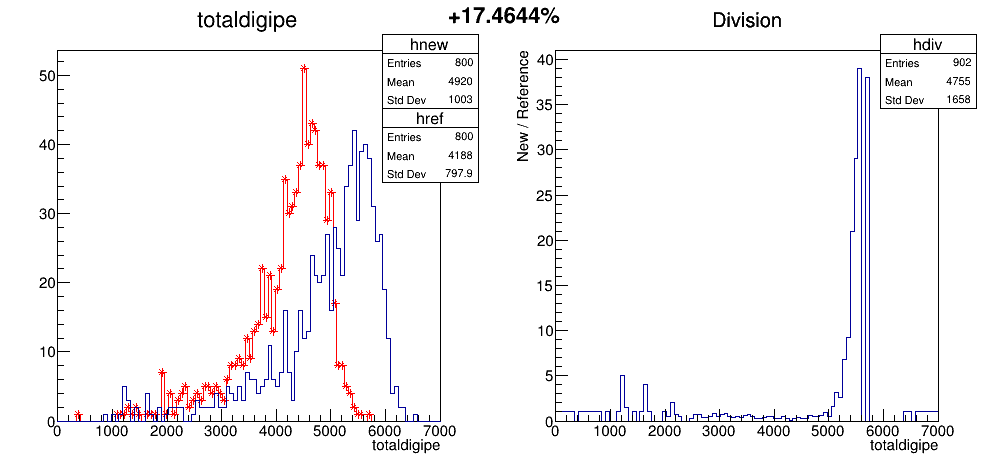 +17.4644%
totaldigipe
hnew
Entries 800
Mean 4920
Std Dev 1003
href
Entries 800
Mean 4188
Std Dev 797.9
50
40
30
20
10
0
0 1000 2000 3000 4000 5000 6000 7000
totaldigipe
Division
hdiv
Entries 902
Mean 4755
Std Dev 1658
New / Reference
40
35
30
25
20
15
10
5
0
0 1000 2000 3000 4000 5000 6000 7000
totaldigipe